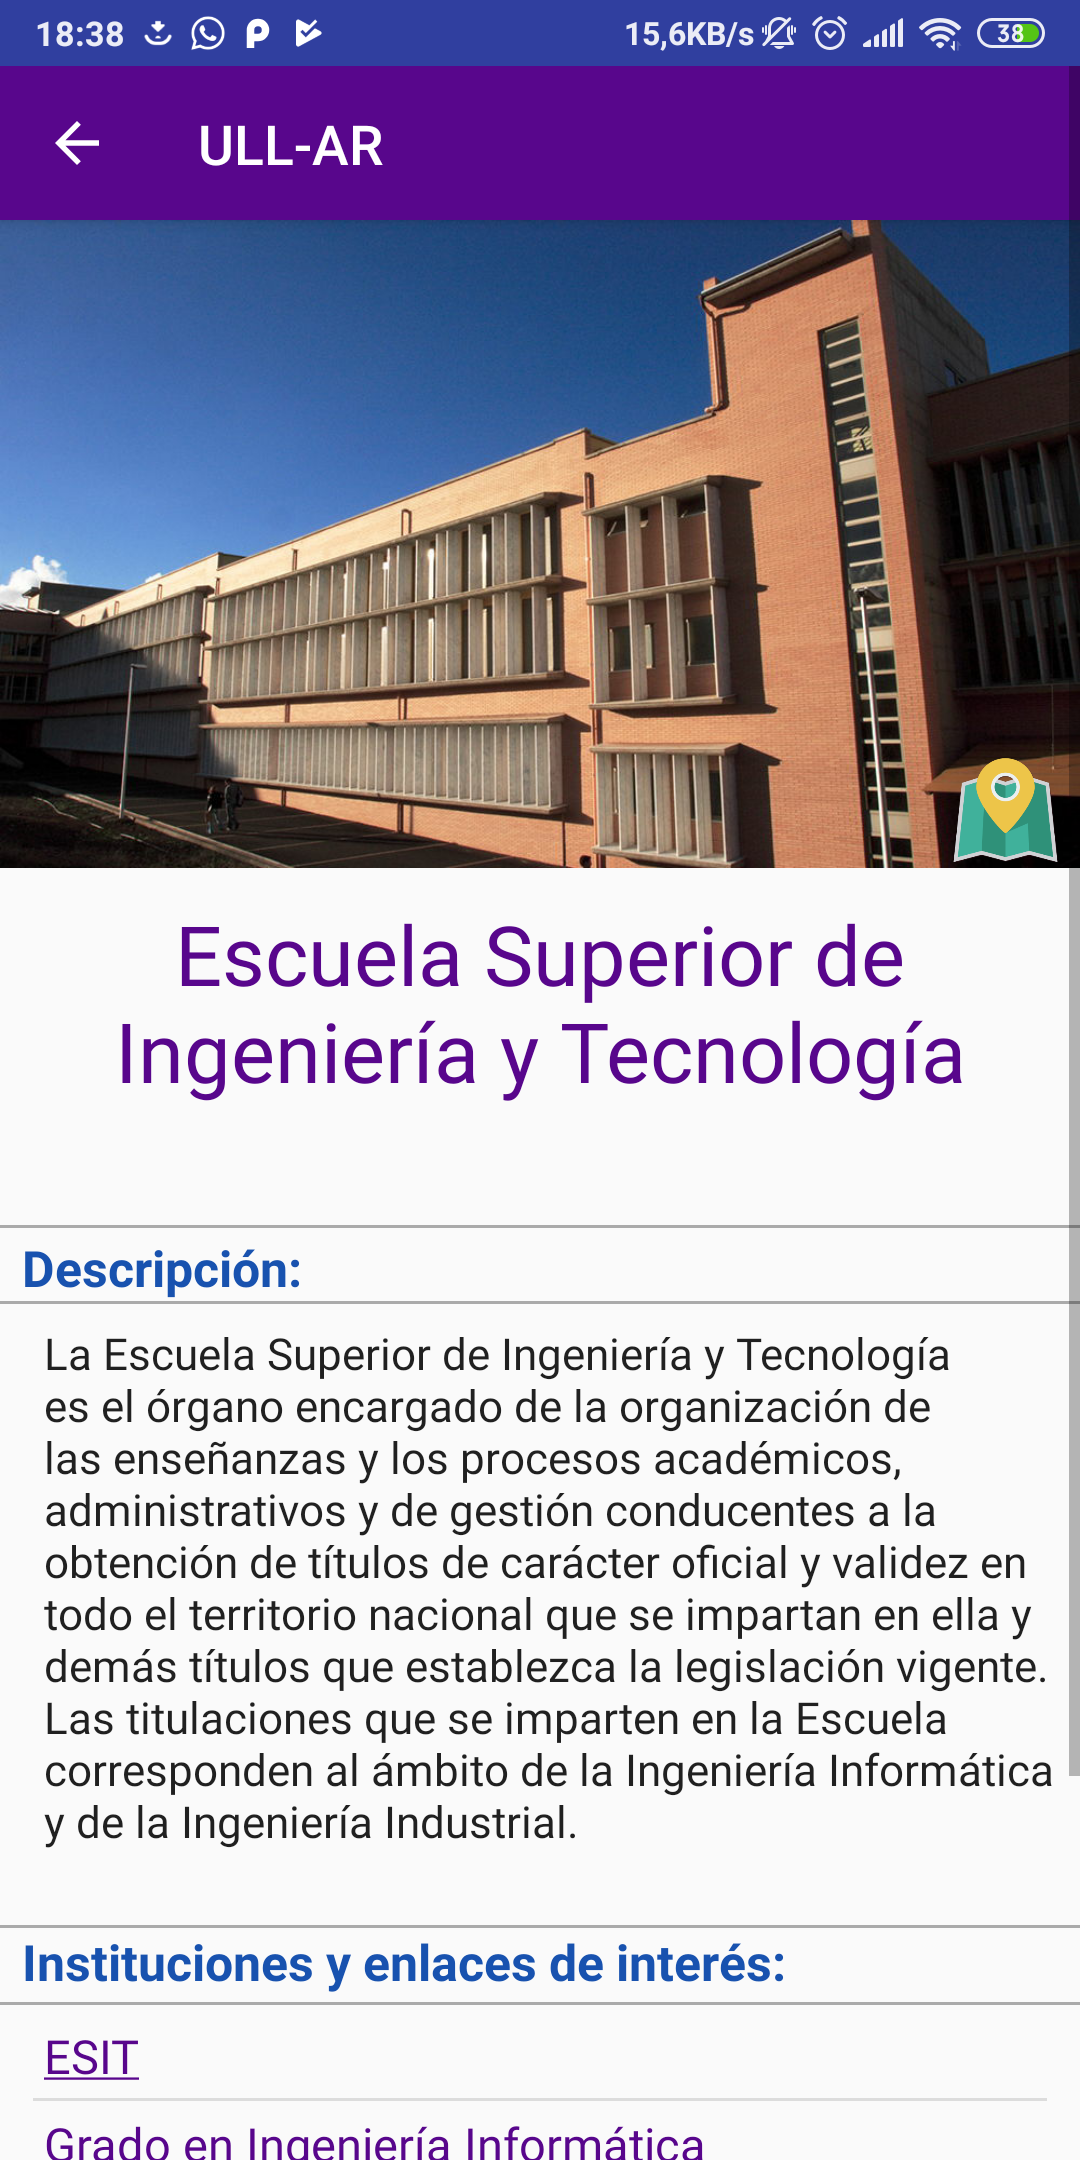 18:38 15,6KB/s 38
ULL-AR
Escuela Superior de
Ingeniería y Tecnología
Descripción:
La Escuela Superior de Ingeniería y Tecnología
es el órgano encargado de la organización de
las enseñanzas y los procesos académicos,
administrativos y de gestión conducentes a la
obtención de títulos de carácter oficial y validez en
todo el territorio nacional que se impartan en ella y
demás títulos que establezca la legislación vigente.
Las titulaciones que se imparten en la Escuela
corresponden al ámbito de la Ingeniería Informática
y de la Ingeniería Industrial.
Instituciones y enlaces de interés:
ESIT
Grado en Ingeniería Informática